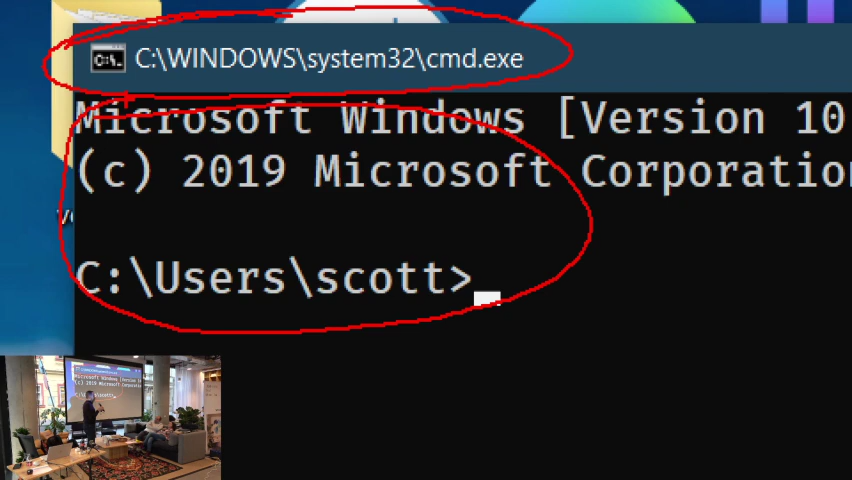 C:\WINDOWS\system32\cmd.exe
Microsoft Windows [Version 10
(c) 2019 Microsoft Corporation
C:\Users\scott>_